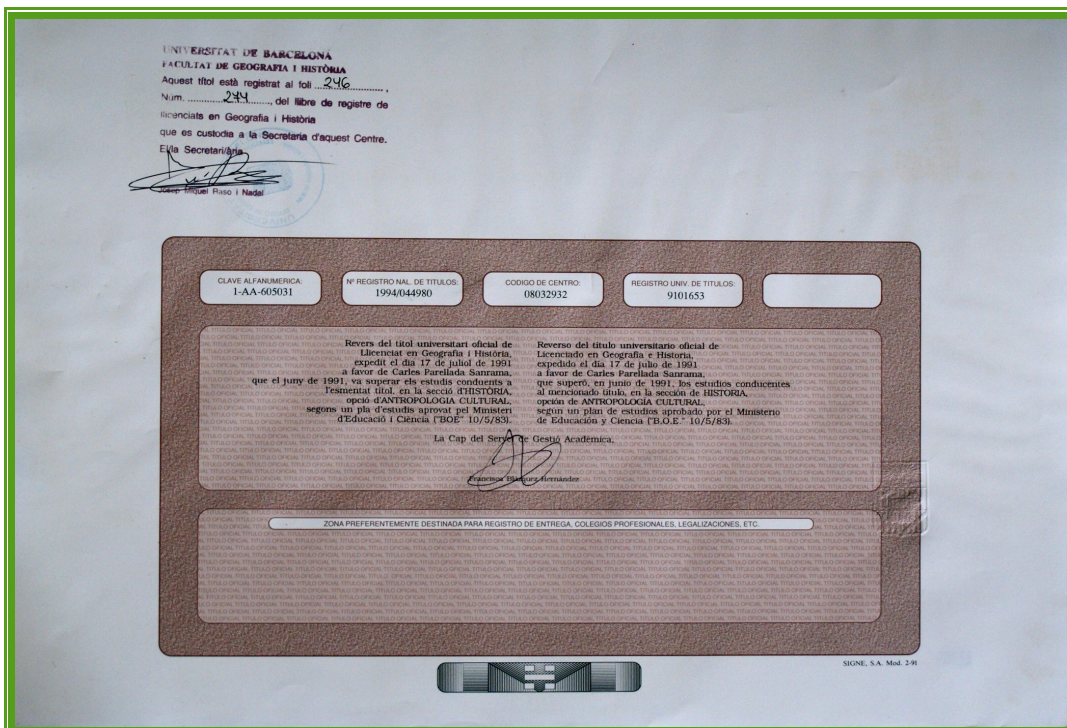 UNIVERSITAT DE BARCELONA
FACULTAT DE GEOGRAFIA I HISTÒRIA
Aquest títol està registrat al foli ...246...............,
Núm. ............244......., del llibre de registre de
llicenciats en Geografia i Història
que es custodia a la Secretaria d'aquest Centre.
El/la Secretari/ària
Josep Miquel Raso i Nadal
CLAVE ALFANUMERICA:
1-AA-605031
Nº REGISTRO NAL. DE TITULOS:
1994/044980
CODIGO DE CENTRO:
08032932
REGISTRO UNIV. DE TITULOS:
9101653
Revers del títol universitari oficial de
Llicenciat en Geografia i Història,
expedit el dia 17 de juliol de 1991
a favor de Carles Parellada Sanrama,
que el juny de 1991, va superar els estudis conduents a
l'esmentat títol, en la secció d'HISTÒRIA,
opció d'ANTROPOLOGIA CULTURAL,
segons un pla d'estudis aprovat pel Ministeri
d'Educació i Ciència ("BOE" 10/5/83).
Reverso del título universitario oficial de
Licenciado en Geografía e Historia,
expedido el día 17 de julio de 1991
a favor de Carles Parellada Sanrama,
que superó, en junio de 1991, los estudios conducentes
al mencionado título, en la sección de HISTORIA,
opción de ANTROPOLOGIA CULTURAL,
según un plan de estudios aprobado por el Ministerio
de Educación y Ciencia ("B.O.E." 10/5/83).
La Cap del Servei de Gestió Acadèmica,
Francisca Blázquez Hernández
ZONA PREFERENTEMENTE DESTINADA PARA REGISTRO DE ENTREGA, COLEGIOS PROFESIONALES, LEGALIZACIONES, ETC.
SIGNE, S.A. Mod. 2-91